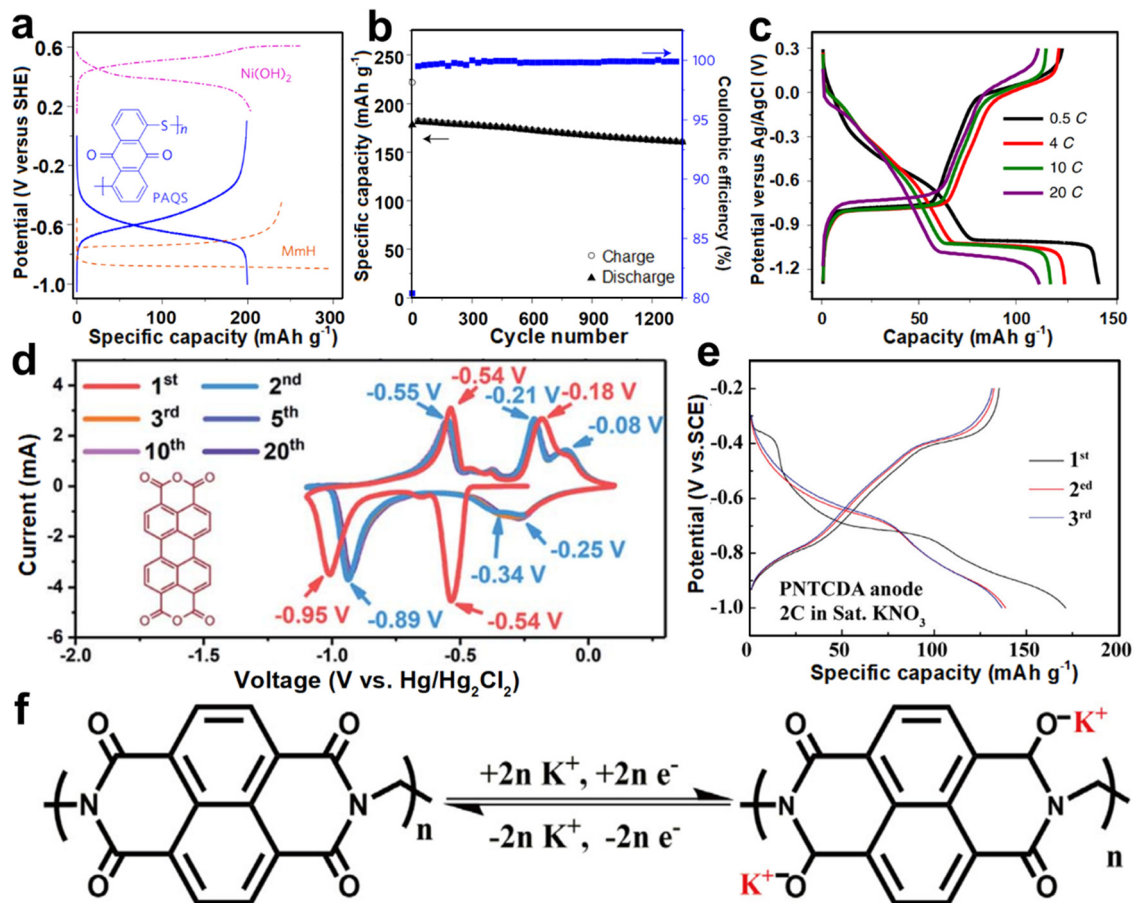 a
Potential (V versus SHE)
0.6
0.2
-0.2
-0.6
-1.0
Ni(OH)2
S
n
O
O
PAQS
MmH
0
100
200
300
Specific capacity (mAh g-1)
b
Specific capacity (mAh g-1)
250
200
150
100
50
0
Charge
Discharge
0
300
600
900
1200
Cycle number
100
95
90
85
80
Coulombic efficiency (%)
c
Potential versus Ag/AgCl (V)
0.3
0.0
-0.3
-0.6
-0.9
-1.2
0.5 C
4 C
10 C
20 C
0
50
100
150
Capacity (mAh g-1)
d
Current (mA)
4
2
0
-2
-4
-6
1st
2nd
3rd
5th
10th
20th
-0.55 V
-0.54 V
-0.21 V
-0.18 V
-0.08 V
-0.25 V
-0.34 V
-0.95 V
-0.89 V
-0.54 V
O
O
O
O
O
O
-2.0
-1.5
-1.0
-0.5
0.0
Voltage (V vs. Hg/Hg2Cl2)
e
Potential (V vs.SCE)
-0.2
-0.4
-0.6
-0.8
-1.0
1st
2ed
3rd
PNTCDA anode
2C in Sat. KNO3
0
50
100
150
200
Specific capacity (mAh g-1)
f
O
O
N
N
O
O
n
+2n K+, +2n e-
-2n K+, -2n e-
O
O-K+
N
N
K+-O
O
n